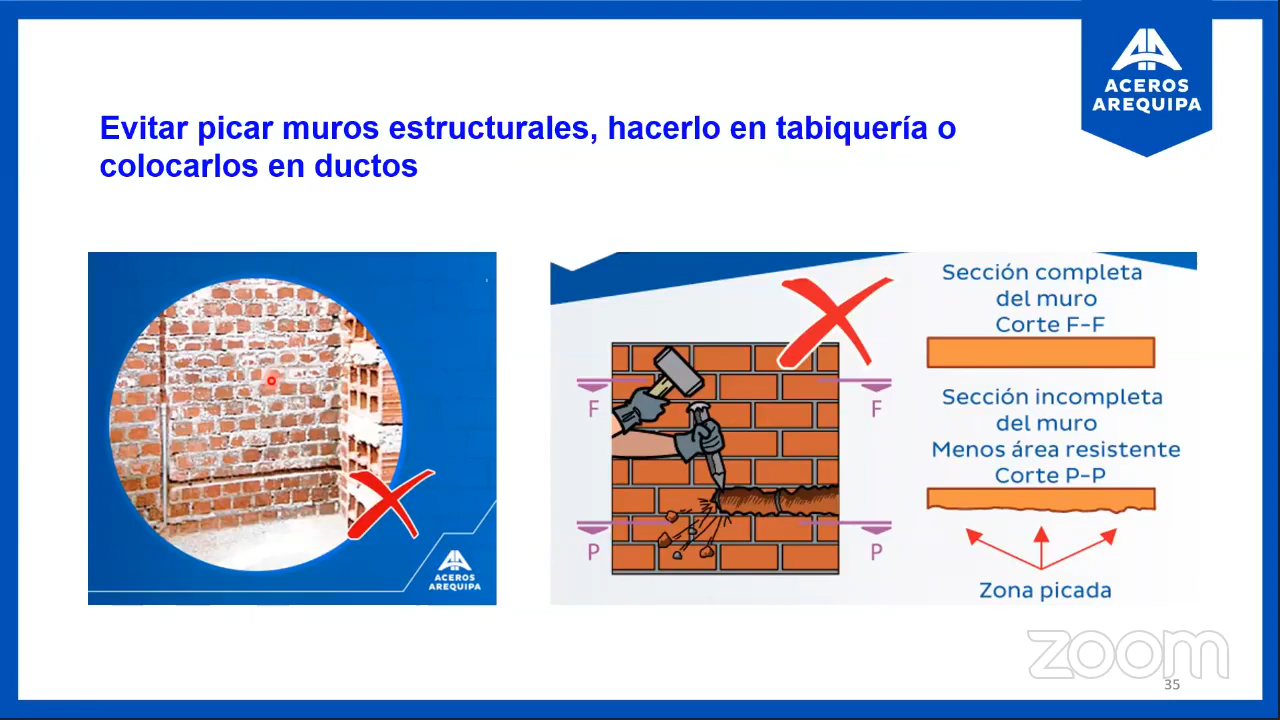 ACEROS
AREQUIPA
Evitar picar muros estructurales, hacerlo en tabiquería o
colocarlos en ductos
ACEROS
AREQUIPA
F
F
P
P
Sección completa
del muro
Corte F-F
Sección incompleta
del muro
Menos área resistente
Corte P-P
Zona picada
zoom
35